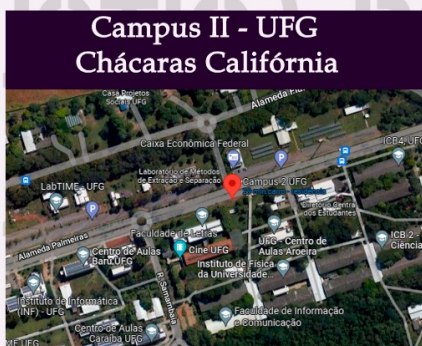 Campus II - UFG
Chácaras Califórnia
Casa Projetos
Sociais UFG
Alameda
Caixa Econômica Federal
ICB4, UFG
Laboratório de Métodos
de Extração e Separação
LabTIME - UFG
Campus 2 UFG
Diretório Centra
dos Estudantes
Faculdade de Letras
Alameda Palmeiras
Cine UFG
UFG - Centro de
Aulas Aroeira
ICB 2 -
Ciência
Centro de Aulas
Baru UFG
Instituto de Física
da Universidade...
R. Samambaia
Instituto de Informática
(INF) - UFG
Faculdade de Informação
e Comunicação
Centro de Aulas
Caraíba UFG